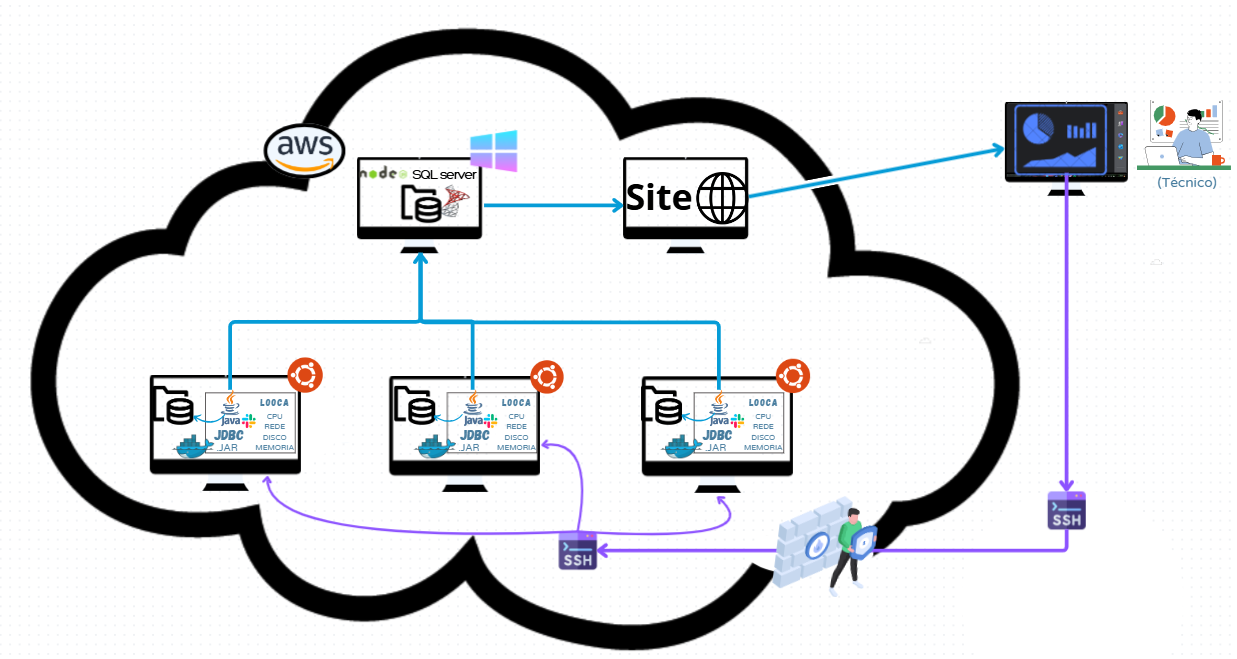 aws
node SQL server
Site
(Técnico)
LOOCA
Java
CPU
REDE
JDBC
DISCO
.JAR
MEMORIA
LOOCA
Java
CPU
REDE
JDBC
DISCO
.JAR
MEMORIA
LOOCA
Java
CPU
REDE
JDBC
DISCO
.JAR
MEMORIA
SSH
SSH